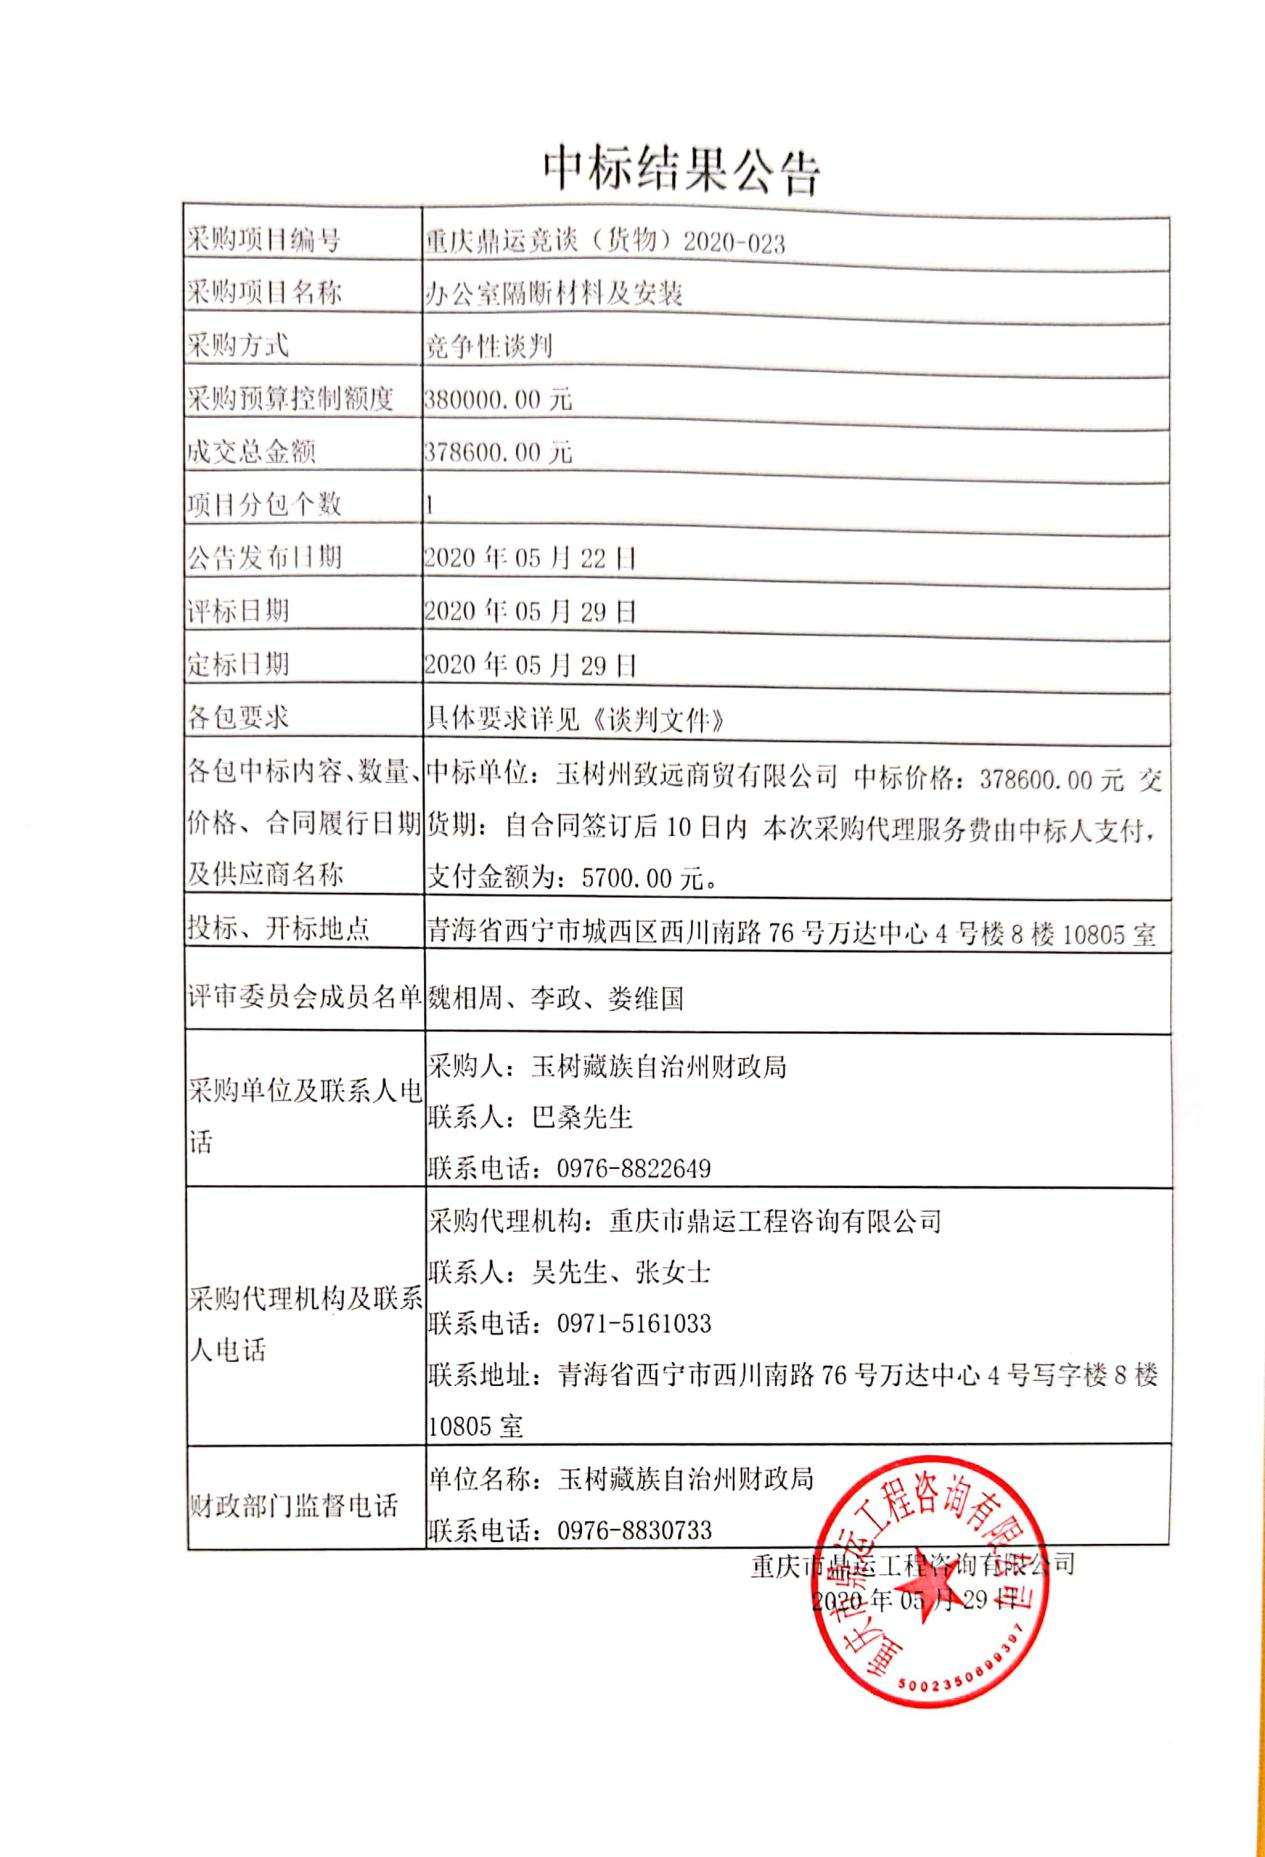 中标结果公告
采购项目编号
重庆鼎运竞谈（货物）2020-023
采购项目名称
办公室隔断材料及安装
采购方式
竞争性谈判
采购预算控制额度
380000.00 元
成交总金额
378600.00 元
项目分包个数
1
公告发布日期
2020 年 05 月 22 日
评标日期
2020 年 05 月 29 日
定标日期
2020 年 05 月 29 日
各包要求
具体要求详见《谈判文件》
各包中标内容、数量、
价格、合同履行日期
及供应商名称
中标单位：玉树州致远商贸有限公司 中标价格：378600.00 元 交
货期：自合同签订后 10 日内 本次采购代理服务费由中标人支付，
支付金额为：5700.00 元。
投标、开标地点
青海省西宁市城西区西川南路 76 号万达中心 4 号楼 8 楼 10805 室
评审委员会成员名单
魏相周、李政、娄维国
采购单位及联系人电
话
采购人：玉树藏族自治州财政局
联系人：巴桑先生
联系电话：0976-8822649
采购代理机构及联系
人电话
采购代理机构：重庆市鼎运工程咨询有限公司
联系人：吴先生、张女士
联系电话：0971-5161033
联系地址：青海省西宁市西川南路 76 号万达中心 4 号写字楼 8 楼
10805 室
财政部门监督电话
单位名称：玉树藏族自治州财政局
联系电话：0976-8830733
重庆市鼎运工程咨询有限公司
2020 年 05 月 29 日
重庆市鼎运工程咨询有限公司
5002350699397